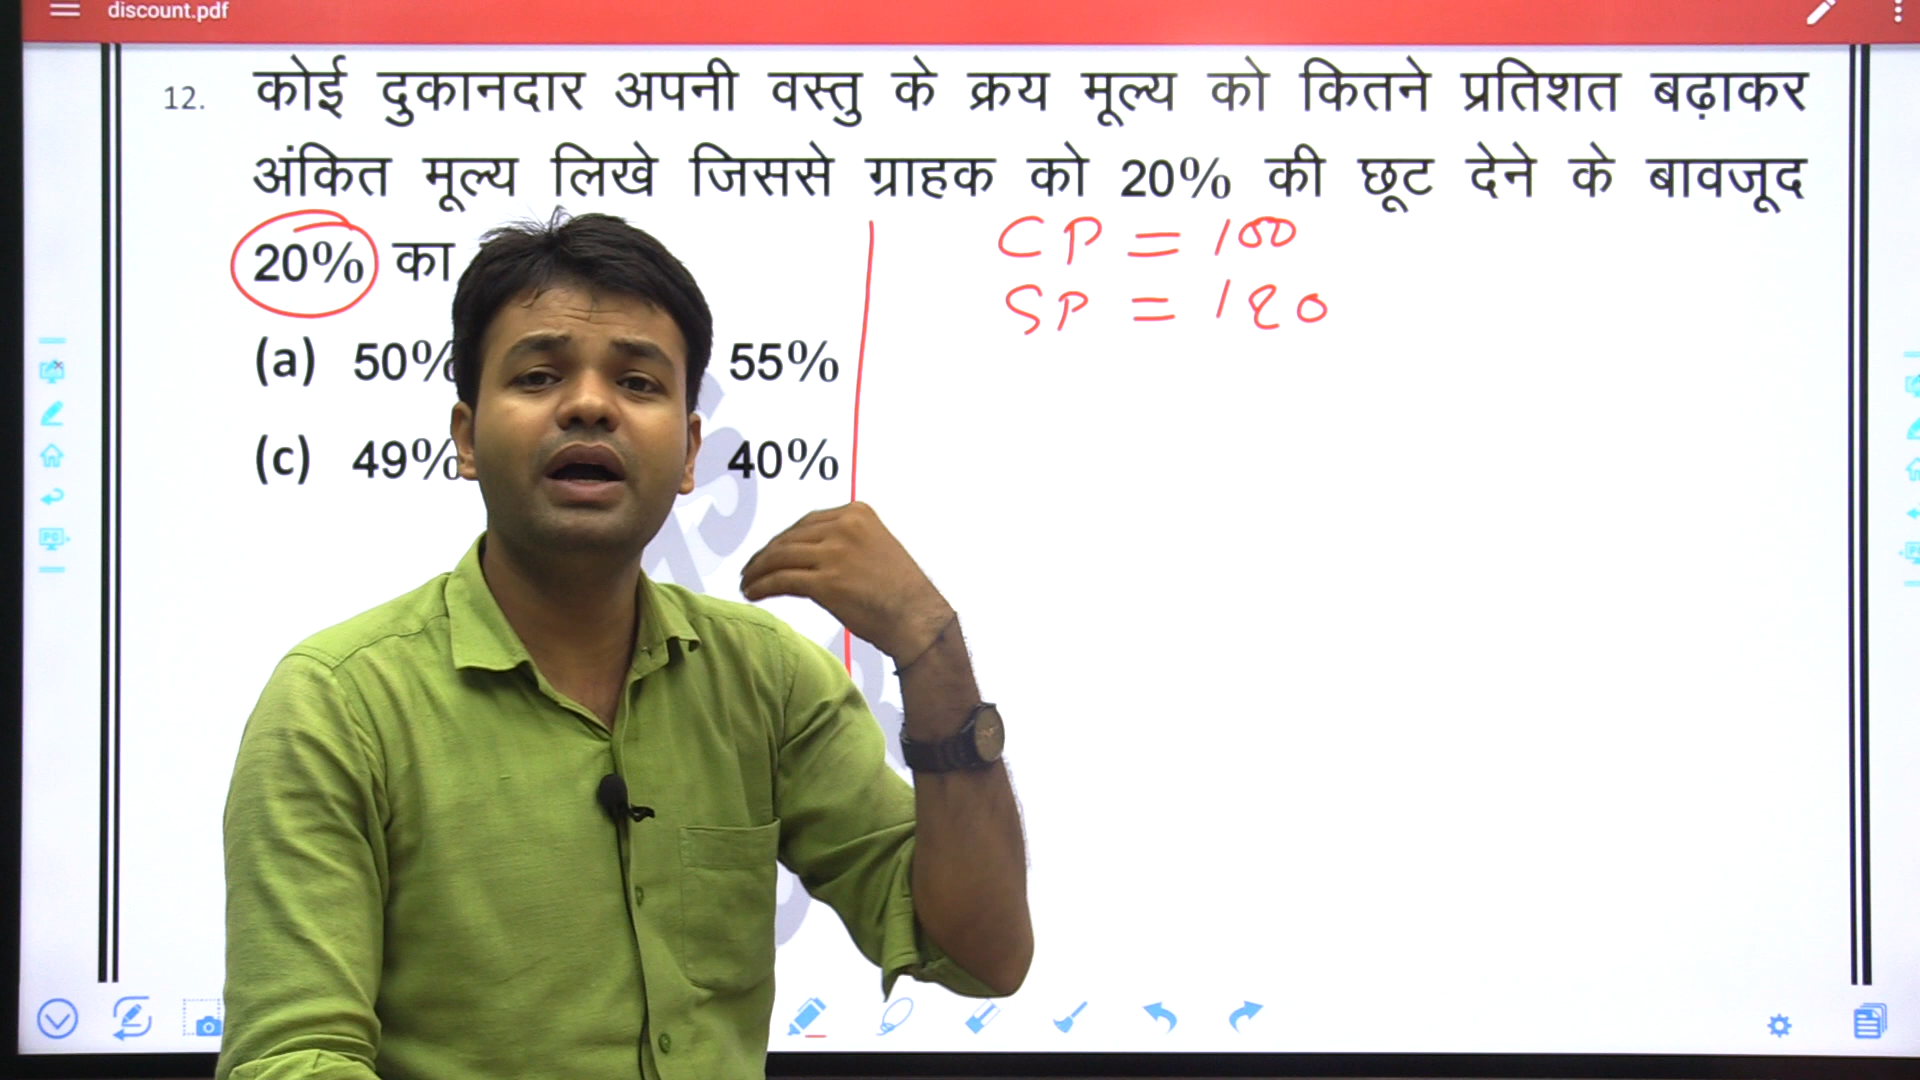 discount.pdf
12. कोई दुकानदार अपनी वस्तु के क्रय मूल्य को कितने प्रतिशत बढ़ाकर
अंकित मूल्य लिखे जिससे ग्राहक को 20% की छूट देने के बावजूद
20% का
CP = 100
SP = 120
(a) 50% 55%
(c) 49% 40%